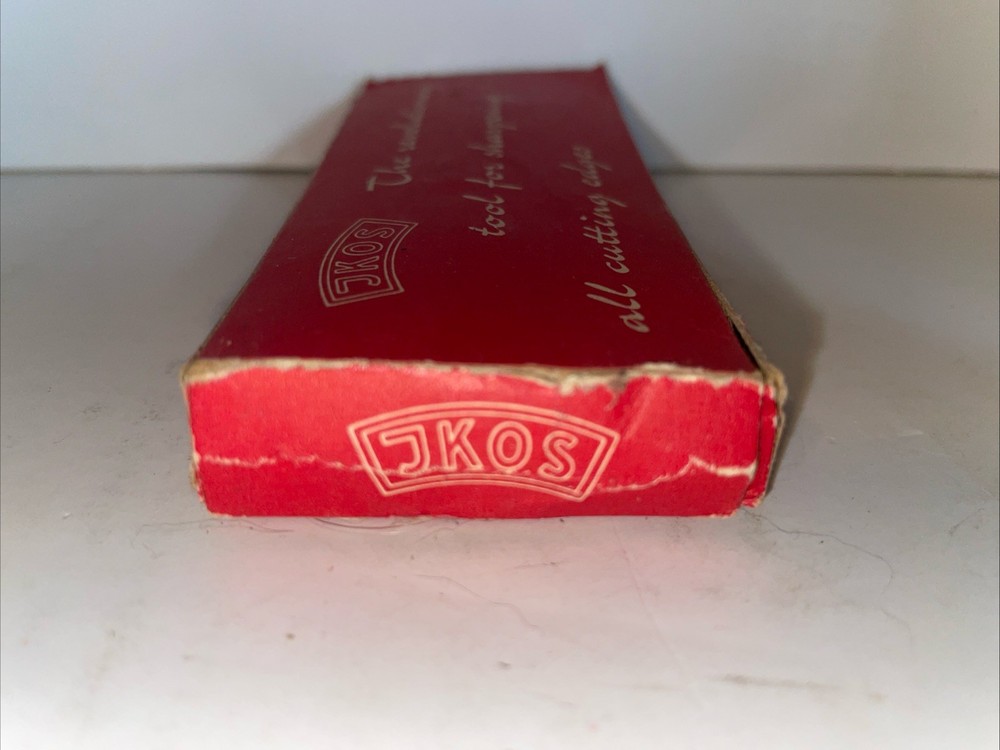 JKOS
The
tool for sharpening
all cutting edges
JKOS